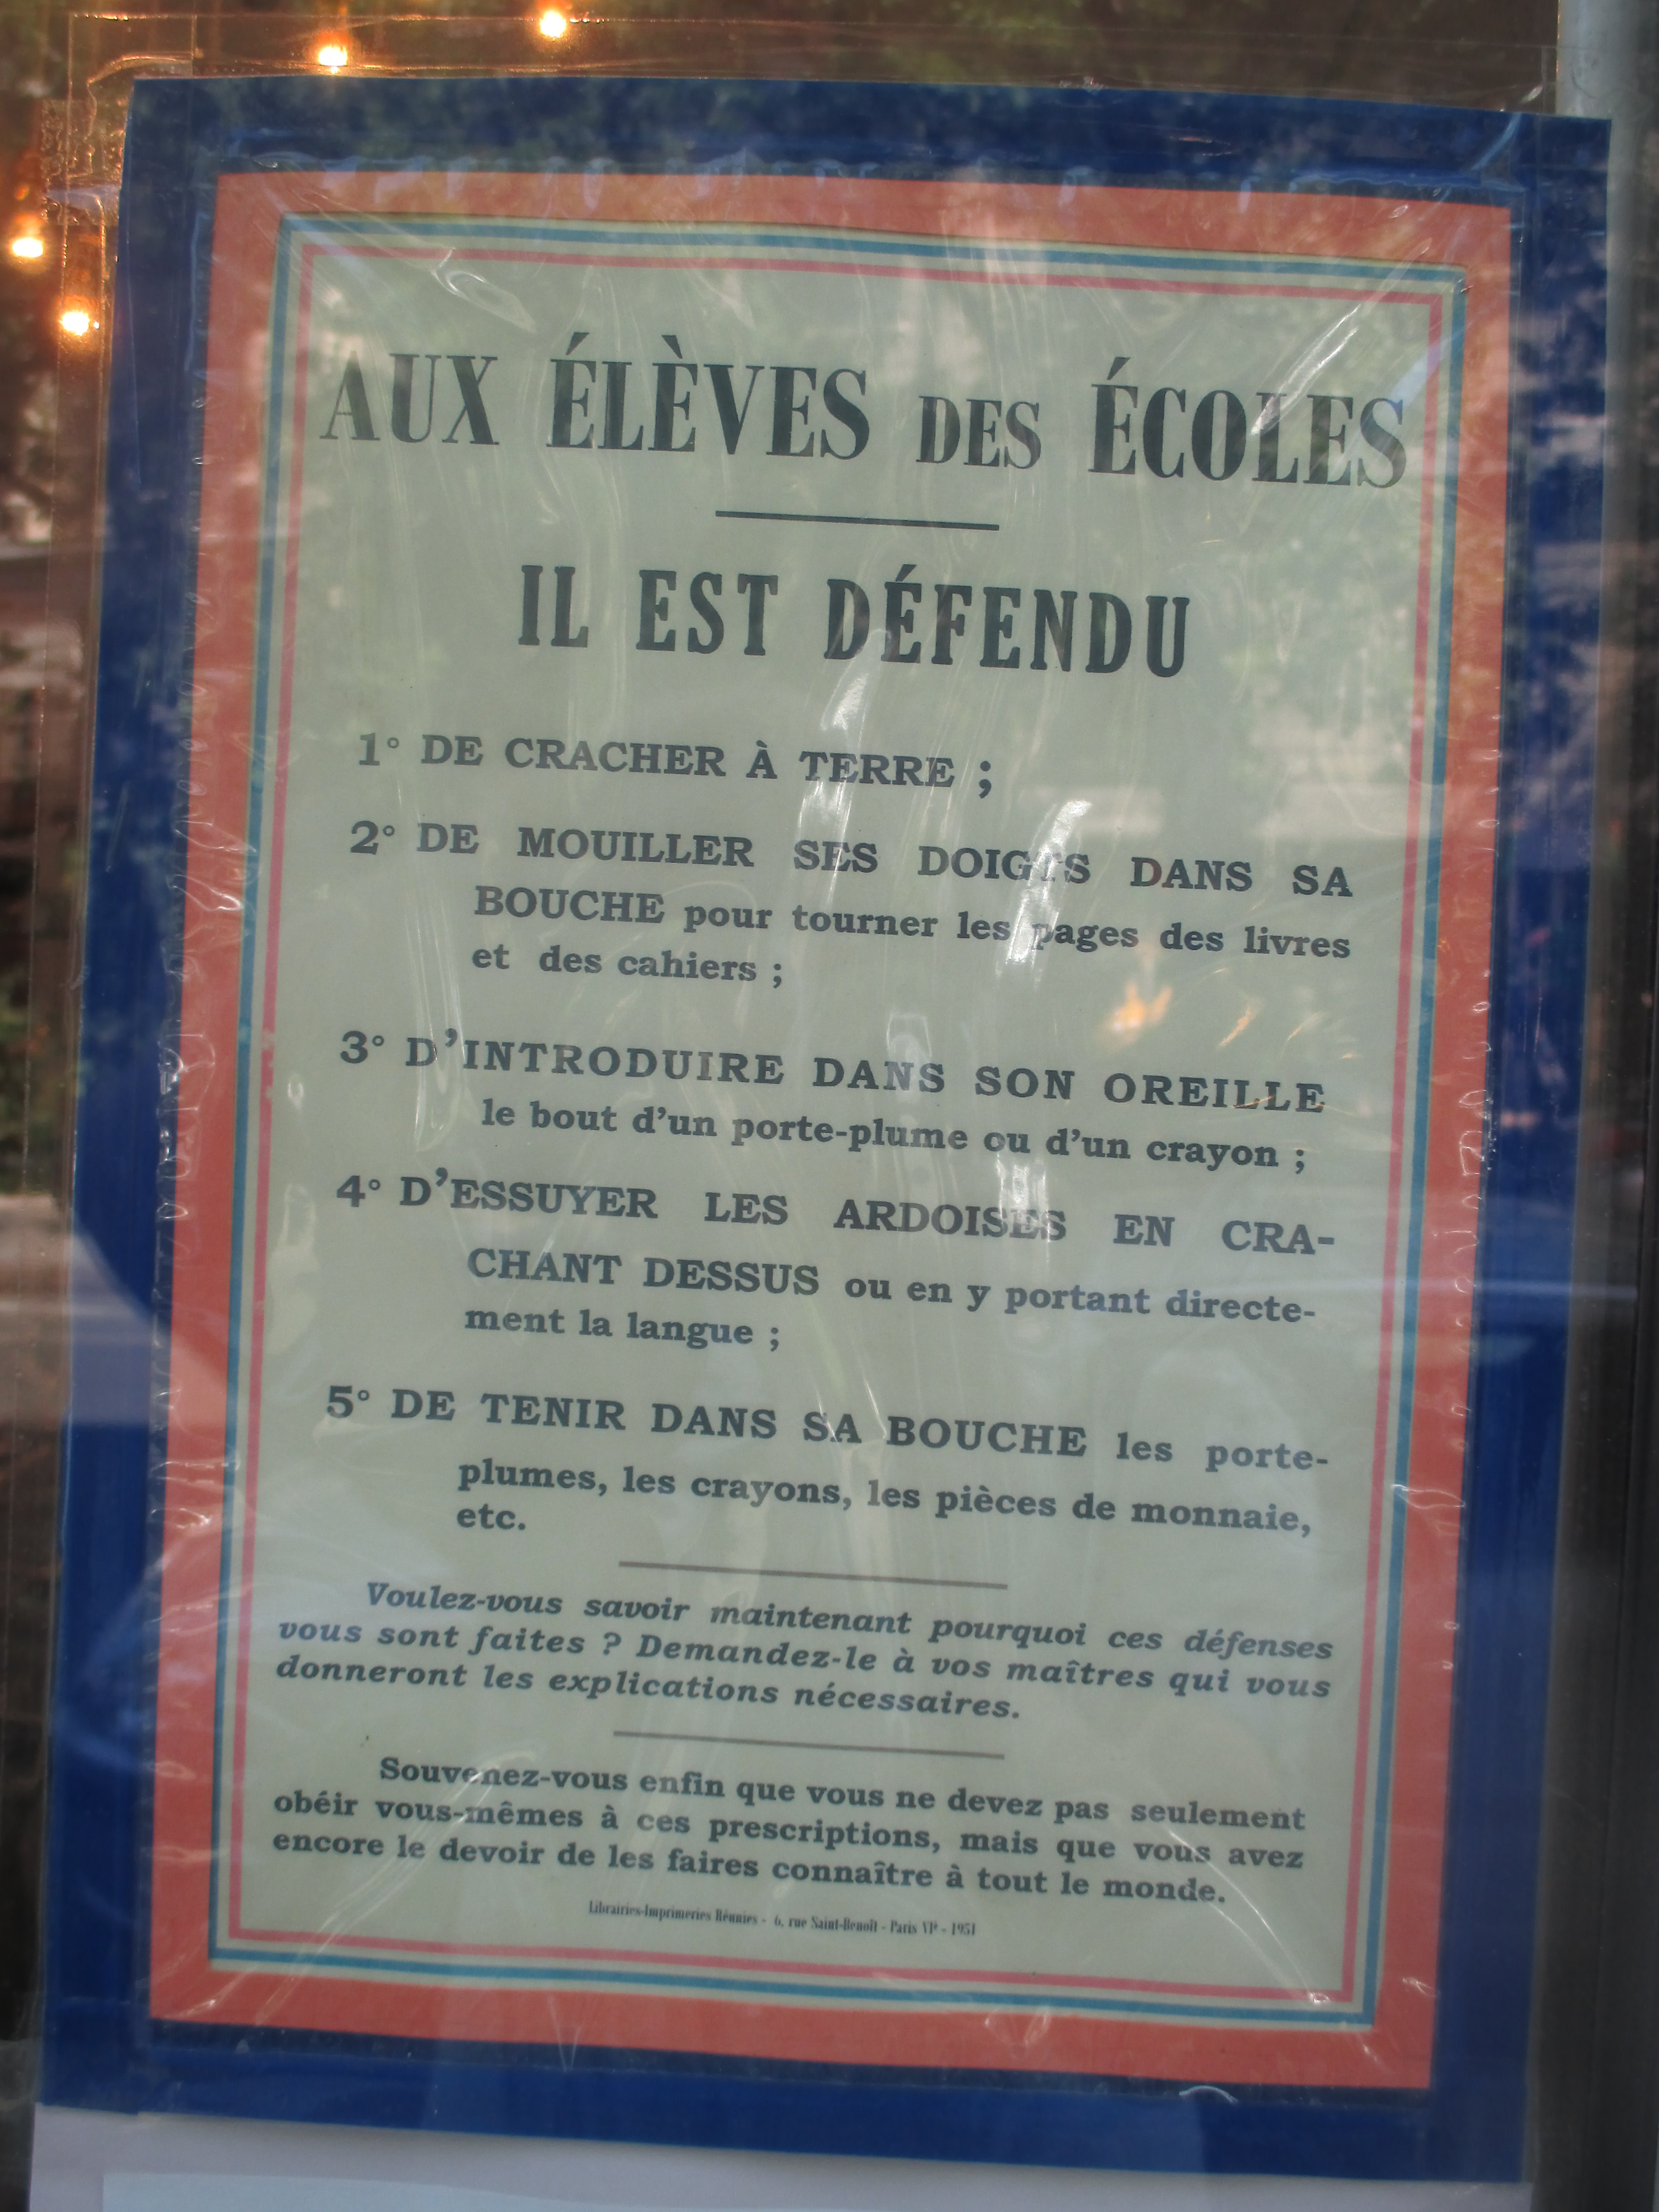 AUX ÉLÈVES DES ÉCOLES
IL EST DÉFENDU
1° DE CRACHER À TERRE ;
2° DE MOUILLER SES DOIGTS DANS SA
BOUCHE pour tourner les pages des livres
et des cahiers ;
3° D'INTRODUIRE DANS SON OREILLE
le bout d'un porte-plume ou d'un crayon ;
4° D'ESSUYER LES ARDOISES EN CRA-
CHANT DESSUS ou en y portant directe-
ment la langue ;
5° DE TENIR DANS SA BOUCHE les porte-
plumes, les crayons, les pièces de monnaie,
etc.
Voulez-vous savoir maintenant pourquoi ces défenses
vous sont faites ? Demandez-le à vos maîtres qui vous
donneront les explications nécessaires.
Souvenez-vous enfin que vous ne devez pas seulement
obéir vous-mêmes à ces prescriptions, mais que vous avez
encore le devoir de les faires connaître à tout le monde.
Librairies-Imprimeries Réunies - 6, rue Saint-Benoît - Paris VIe - 1951